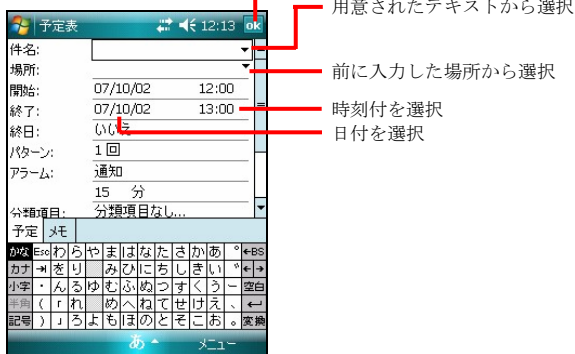 予定表 12:13 ok
用意されたテキストから選択
件名:
場所:
前に入力した場所から選択
開始: 07/10/02 12:00
終了: 07/10/02 13:00
時刻付を選択
終日: いいえ
日付を選択
パターン: 1回
アラーム: 通知
15 分
分類項目: 分類項目なし...
予定 メモ
かな Esc わ ら や ま は な た さ か あ ゜ ←BS
カナ を り み ひ に ち し き い ゛ ← →
小字 ・ ん る ゆ む ふ ぬ つ す く う ー 空白
半角 ( 「 れ め へ ね て せ け え 、
記号 ) 」 ろ よ も ほ の と そ こ お 。 変換
あ メニュー